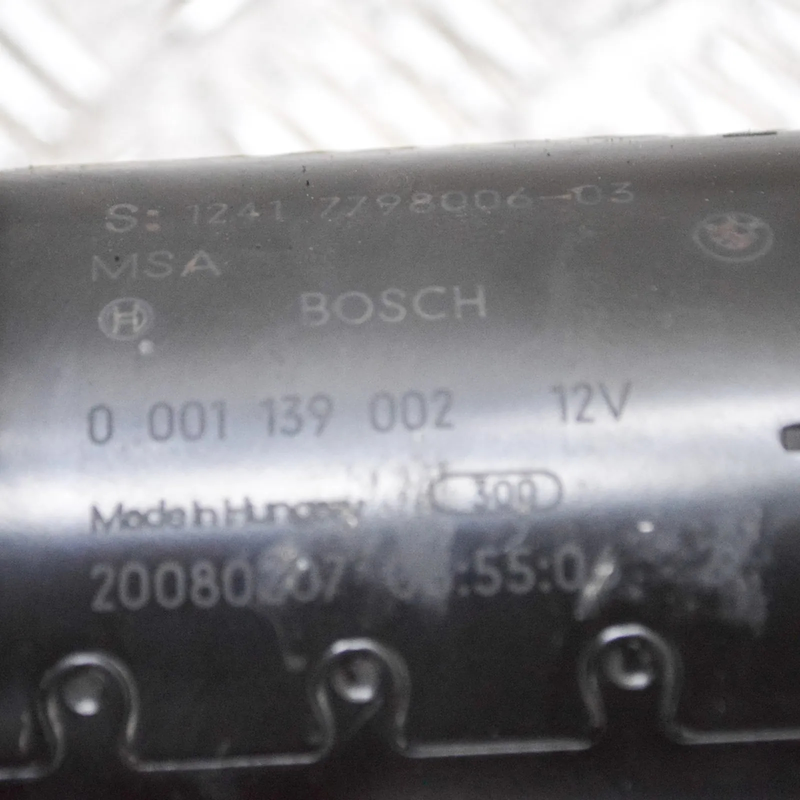 S: 1241 7798006-03
MSA
BOSCH
0 001 139 002 12V
Made in Hungary 300